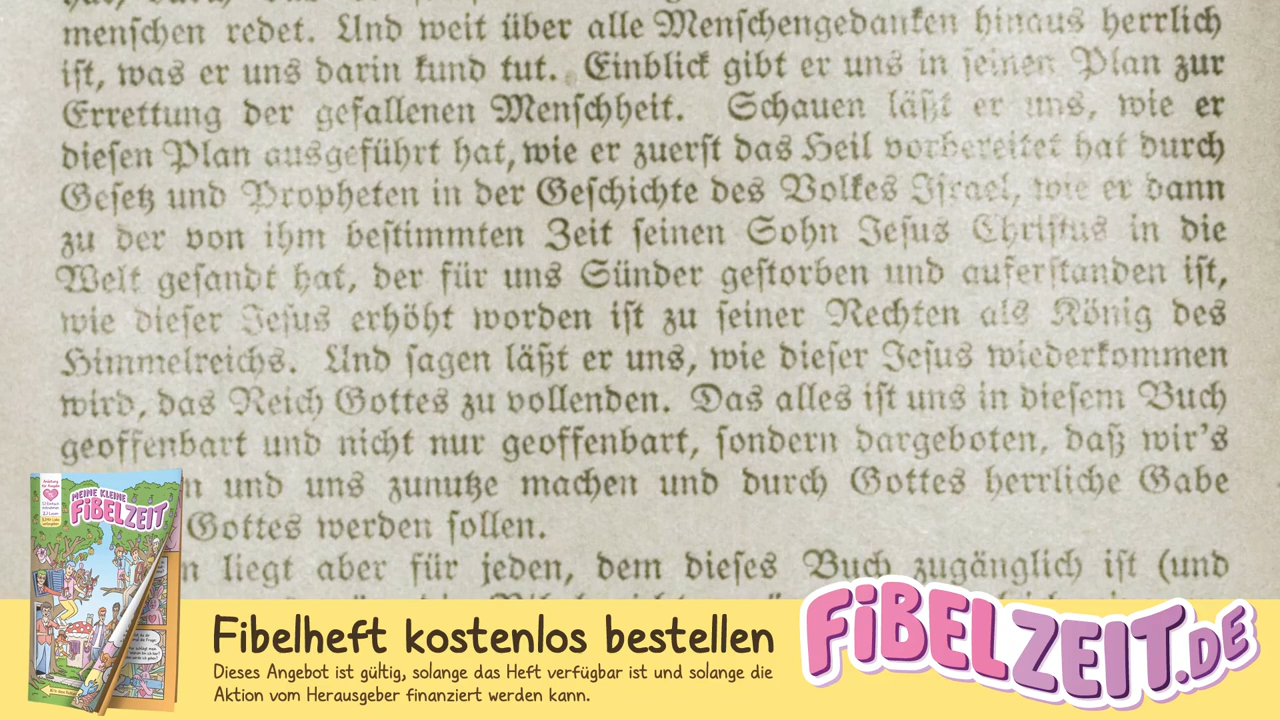 menschen redet. Und weit über alle Menschengedanken hinaus herrlich
ist, was er uns darin kund tut. Einblick gibt er uns in seinen Plan zur
Errettung der gefallenen Menschheit. Schauen läßt er uns, wie er
diesen Plan ausgeführt hat, wie er zuerst das Heil vorbereitet hat durch
Gesetz und Propheten in der Geschichte des Volkes Israel, wie er dann
zu der von ihm bestimmten Zeit seinen Sohn Jesus Christus in die
Welt gesandt hat, der für uns Sünder gestorben und auferstanden ist,
wie dieser Jesus erhöht worden ist zu seiner Rechten als König des
Himmelreichs. Und sagen läßt er uns, wie dieser Jesus wiederkommen
wird, das Reich Gottes zu vollenden. Das alles ist uns in diesem Buch
geoffenbart und nicht nur geoffenbart, sondern dargeboten, daß wir's
und uns zunutze machen und durch Gottes herrliche Gabe
Gottes werden sollen.
liegt aber für jeden, dem dieses Buch zugänglich ist (und
MEINE KLEINE
FiBELZEIT
Fibelheft kostenlos bestellen
Dieses Angebot ist gültig, solange das Heft verfügbar ist und solange die
Aktion vom Herausgeber finanziert werden kann.
FiBELZEIT.DE